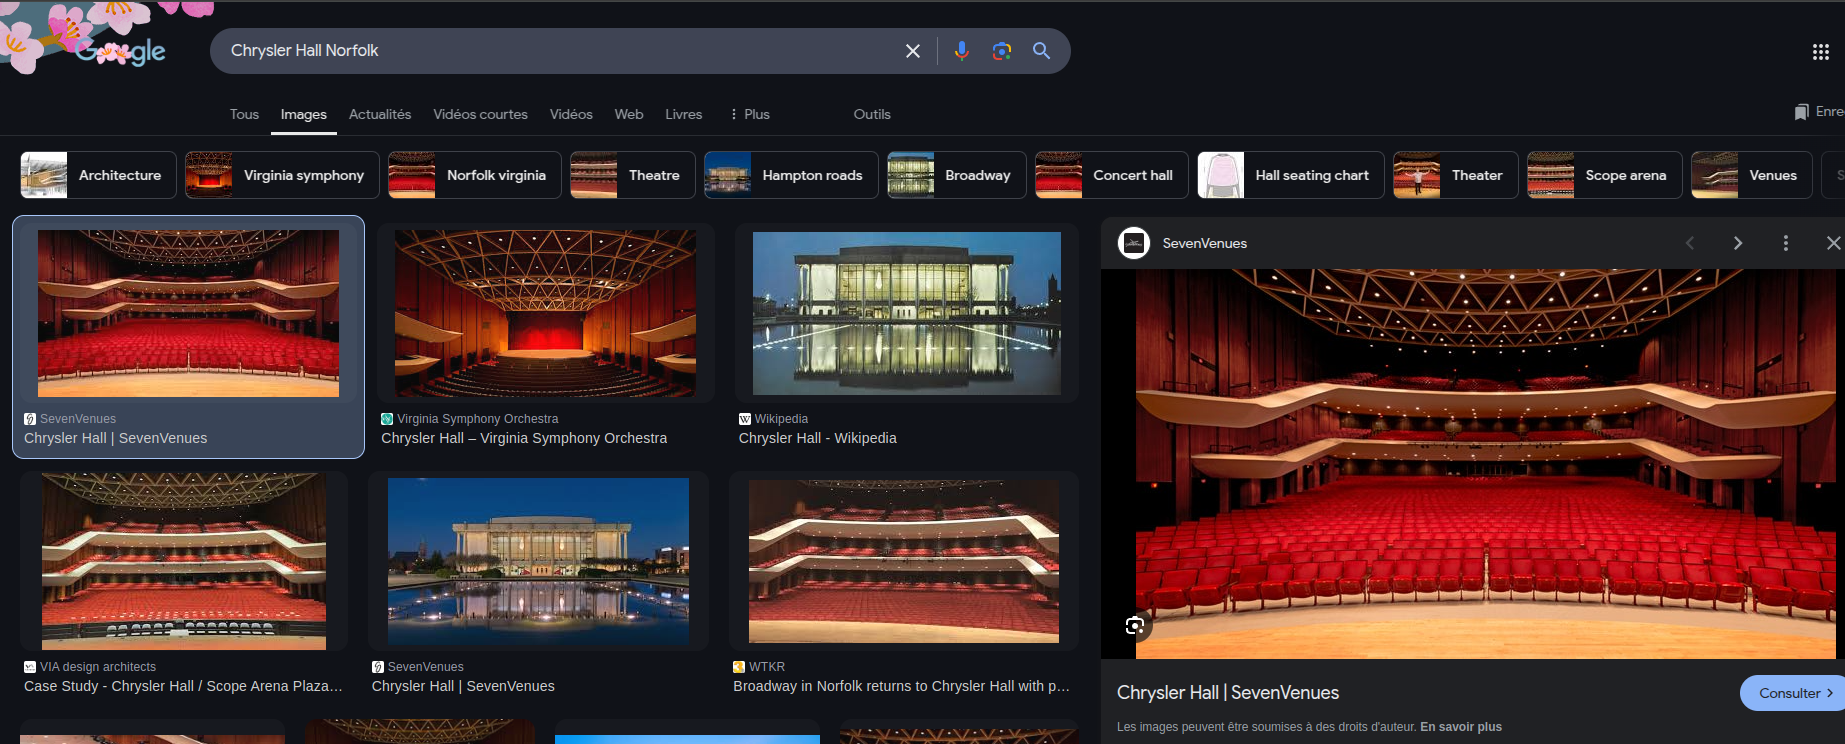 Google
Chrysler Hall Norfolk
Tous Images Actualités Vidéos courtes Vidéos Web Livres Plus Outils
Architecture Virginia symphony Norfolk virginia Theatre Hampton roads Broadway Concert hall Hall seating chart Theater Scope arena Venues
SevenVenues
SevenVenues Virginia Symphony Orchestra Wikipedia
Chrysler Hall | SevenVenues Chrysler Hall – Virginia Symphony Orchestra Chrysler Hall - Wikipedia
VIA design architects SevenVenues WTKR
Case Study - Chrysler Hall / Scope Arena Plaza… Chrysler Hall | SevenVenues Broadway in Norfolk returns to Chrysler Hall with p…
Chrysler Hall | SevenVenues
Consulter
Les images peuvent être soumises à des droits d'auteur. En savoir plus